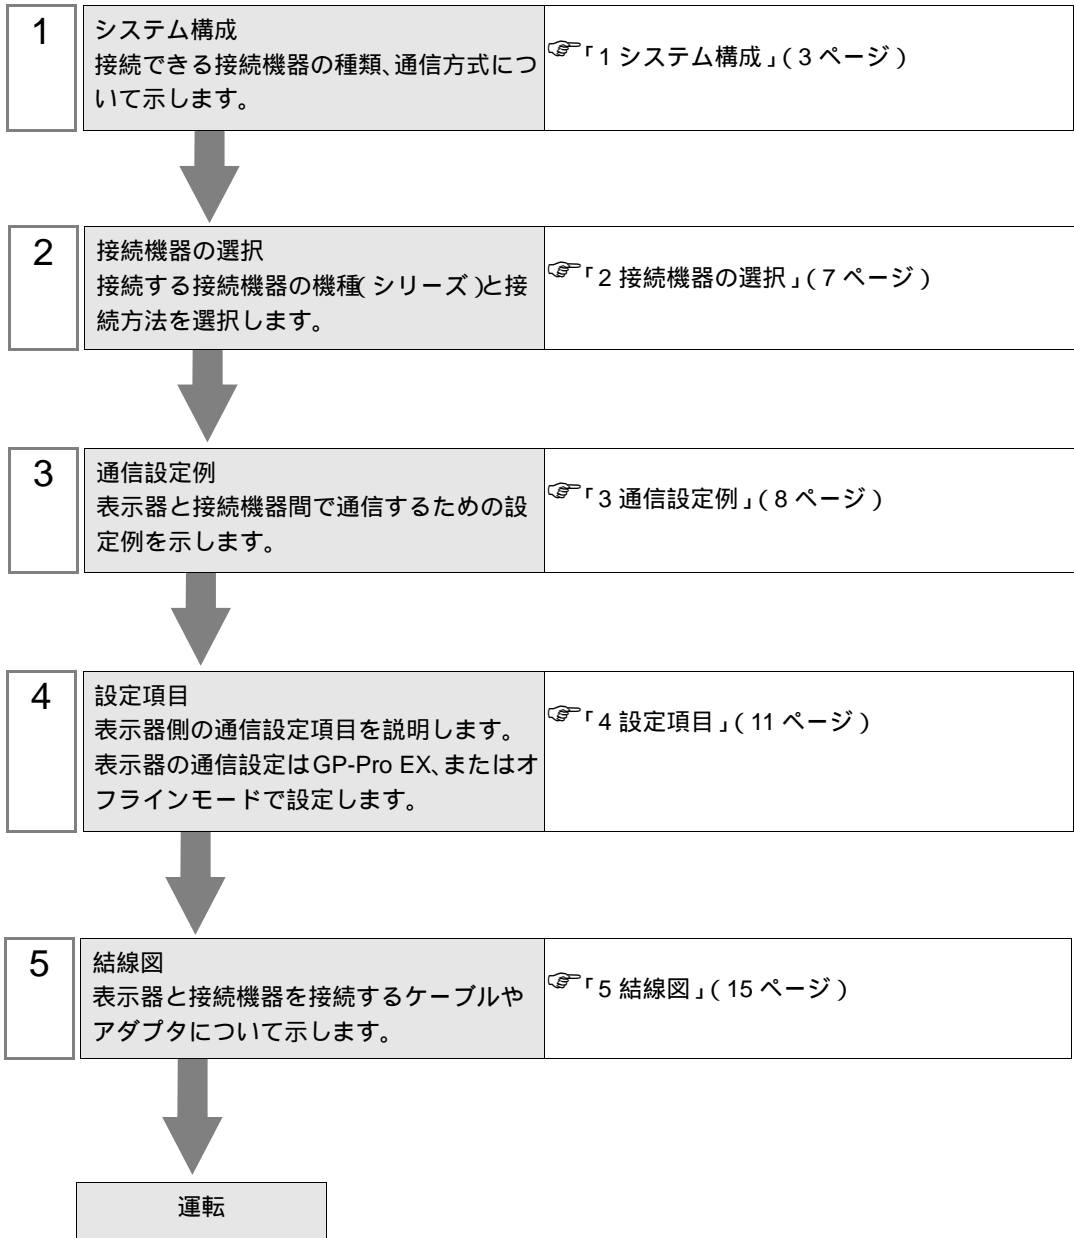 1
システム構成
接続できる接続機器の種類、通信方式につ
いて示します。
☞「1 システム構成」(3 ページ)
2
接続機器の選択
接続する接続機器の機種(シリーズ)と接
続方法を選択します。
☞「2 接続機器の選択」(7 ページ)
3
通信設定例
表示器と接続機器間で通信するための設
定例を示します。
☞「3 通信設定例」(8 ページ)
4
設定項目
表示器側の通信設定項目を説明します。
表示器の通信設定はGP-Pro EX、またはオ
フラインモードで設定します。
☞「4 設定項目」(11 ページ)
5
結線図
表示器と接続機器を接続するケーブルや
アダプタについて示します。
☞「5 結線図」(15 ページ)
運転